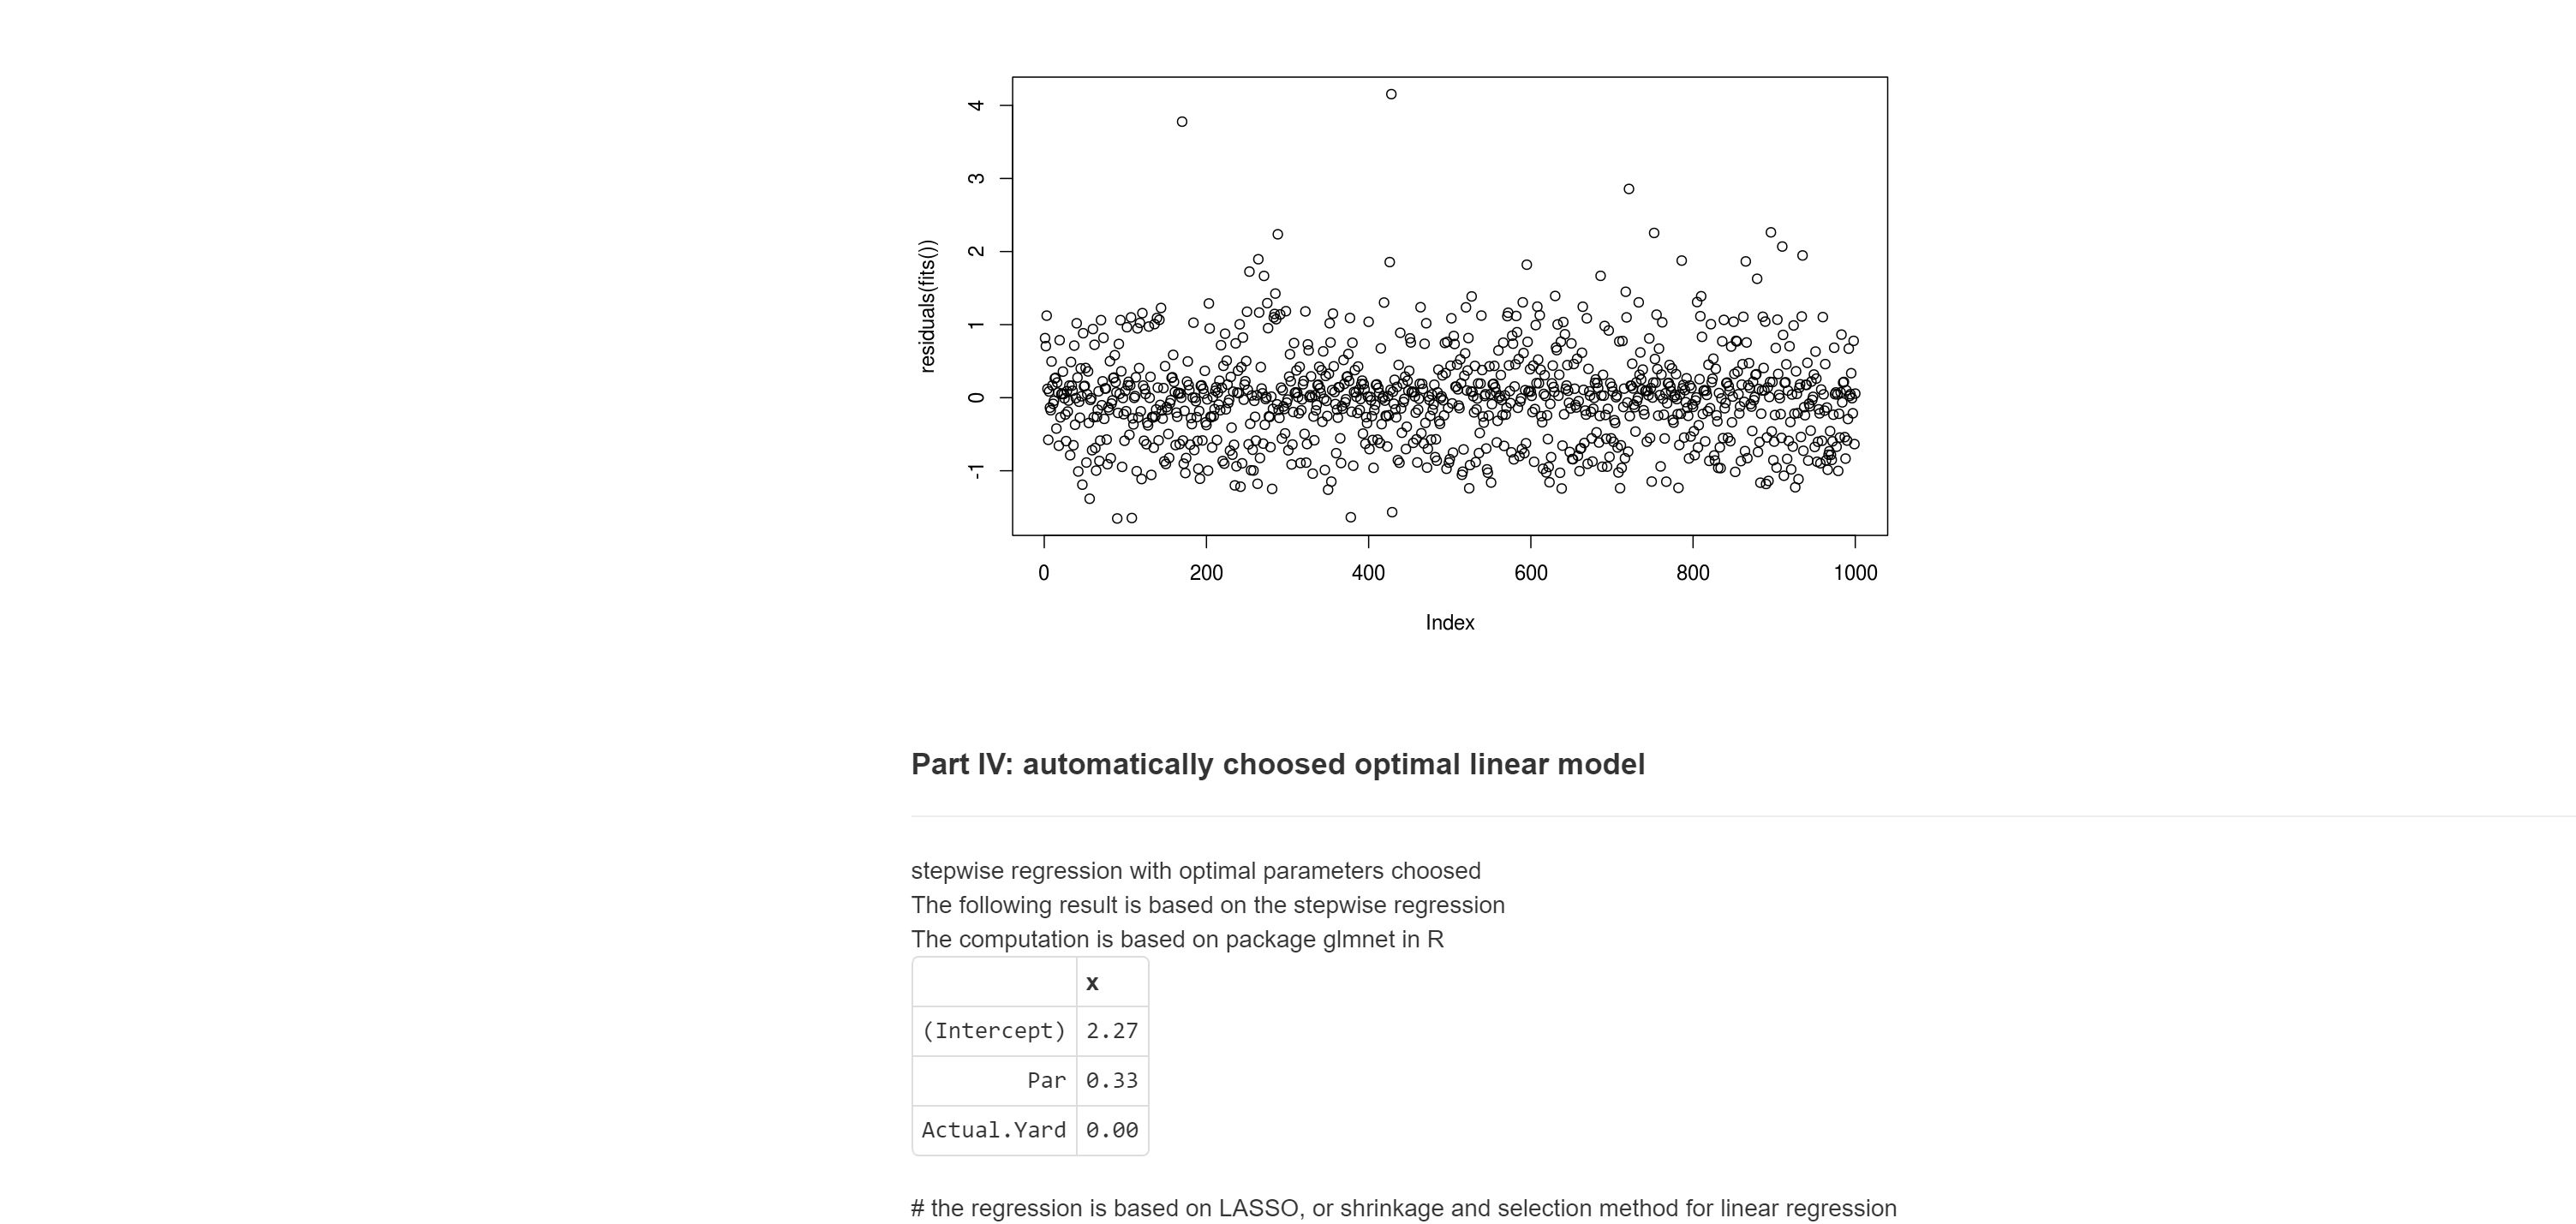 4
3
2
1
0
-1
residuals(fits())
0 200 400 600 800 1000
Index
Part IV: automatically choosed optimal linear model
stepwise regression with optimal parameters choosed
The following result is based on the stepwise regression
The computation is based on package glmnet in R
x
(Intercept) 2.27
Par 0.33
Actual.Yard 0.00
# the regression is based on LASSO, or shrinkage and selection method for linear regression